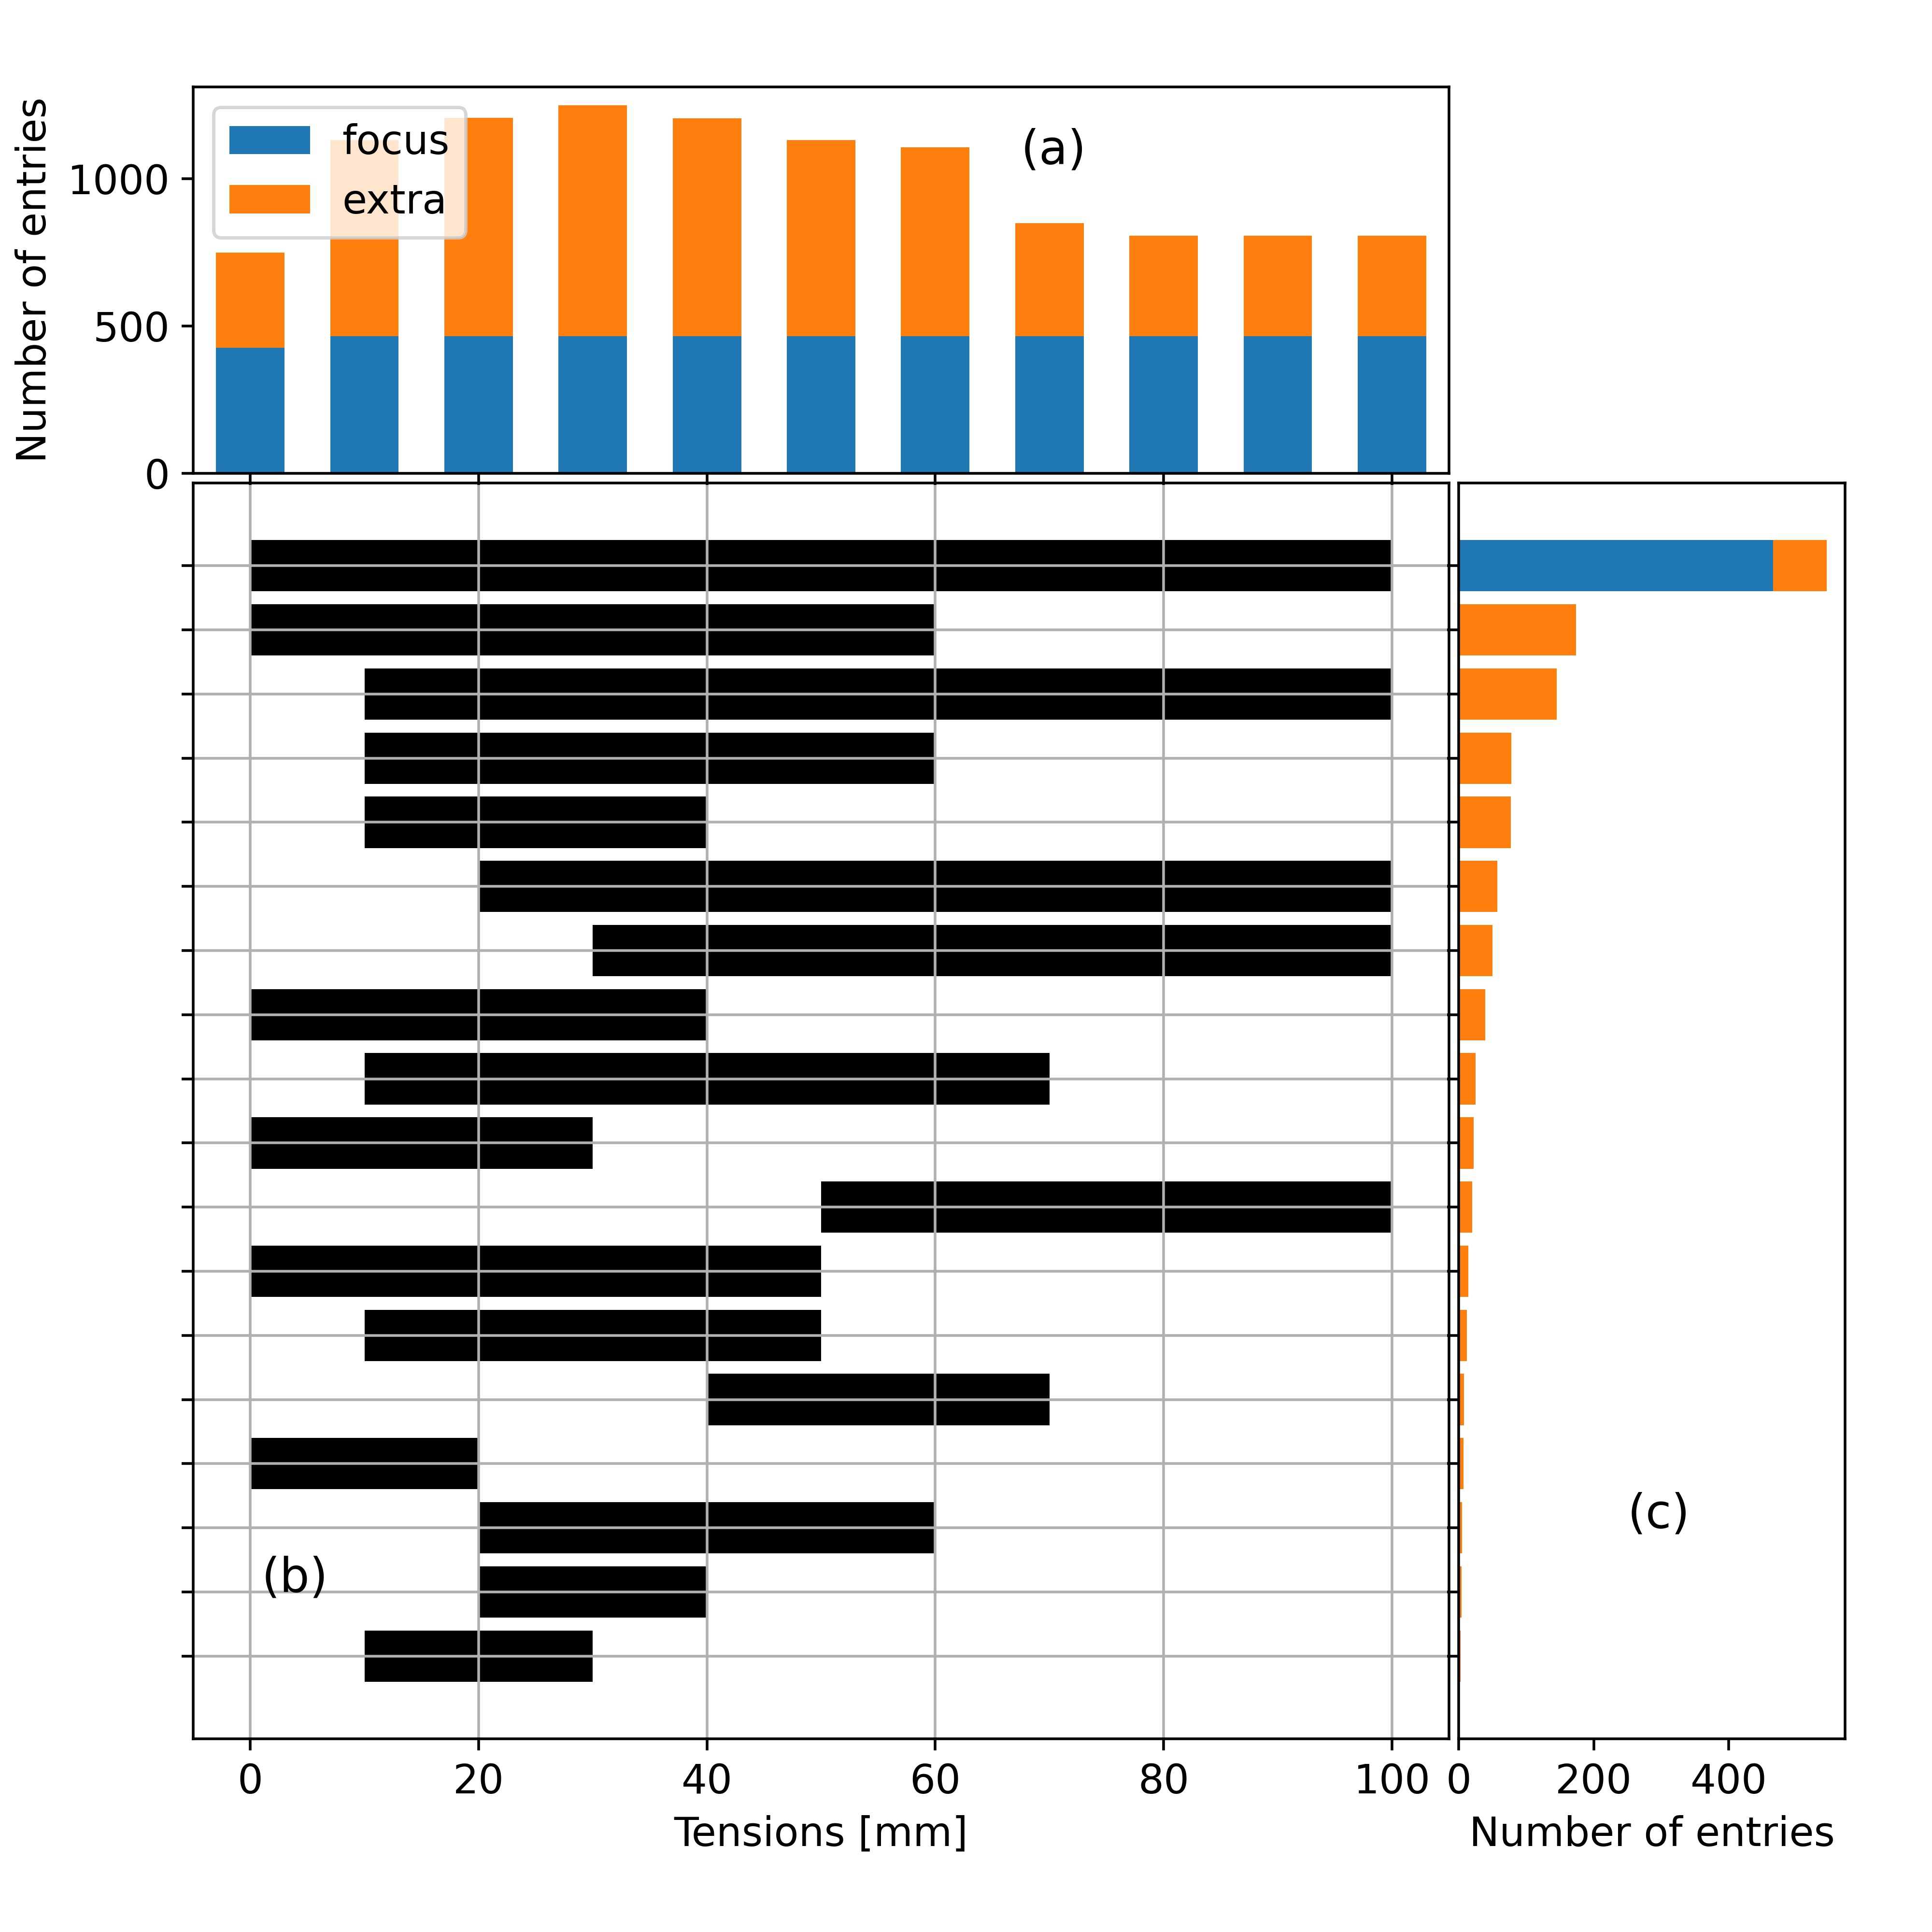 Number of entries
1000
500
0
focus
extra
(a)
(b)
(c)
0 20 40 60 80 100
Tensions [mm]
0 200 400
Number of entries